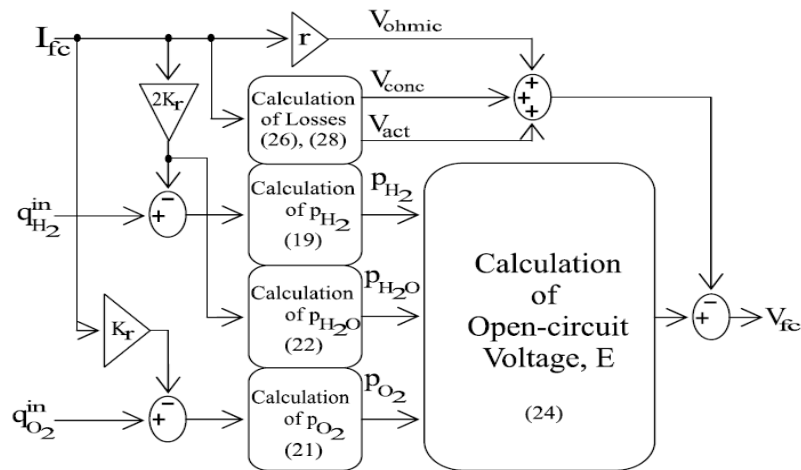 I_fc
r
V_ohmic
2K_r
Calculation
of Losses
(26), (28)
V_conc
V_act
+
+
+
q_H2^in
+
−
Calculation
of p_H2
(19)
p_H2
Calculation
of p_H2O
(22)
p_H2O
K_r
q_O2^in
+
−
Calculation
of p_O2
(21)
p_O2
Calculation
of
Open-circuit
Voltage, E
(24)
+
−
V_fc